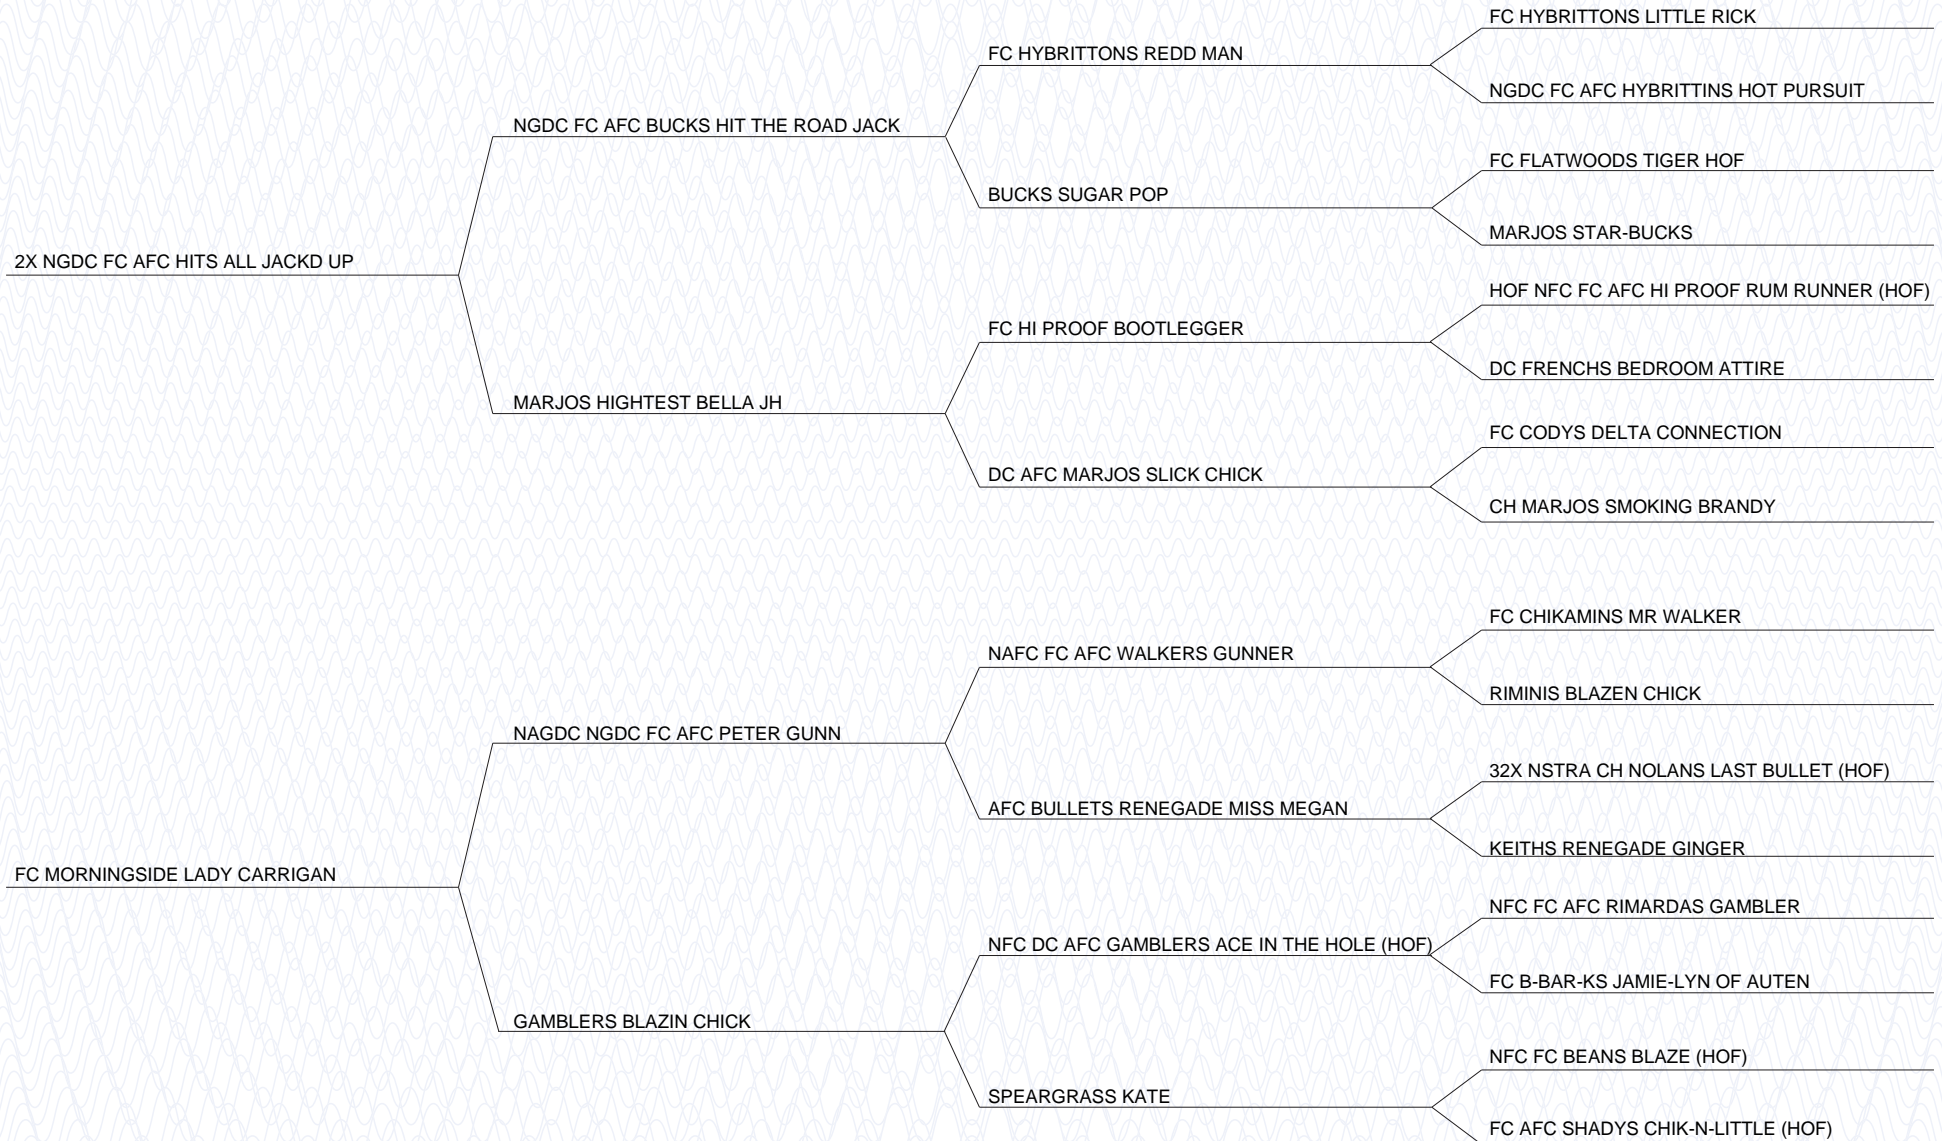 FC HYBRITTONS LITTLE RICK
FC HYBRITTONS REDD MAN
NGDC FC AFC HYBRITTINS HOT PURSUIT
NGDC FC AFC BUCKS HIT THE ROAD JACK
FC FLATWOODS TIGER HOF
BUCKS SUGAR POP
MARJOS STAR-BUCKS
2X NGDC FC AFC HITS ALL JACKD UP
HOF NFC FC AFC HI PROOF RUM RUNNER (HOF)
FC HI PROOF BOOTLEGGER
DC FRENCHS BEDROOM ATTIRE
MARJOS HIGHTEST BELLA JH
FC CODYS DELTA CONNECTION
DC AFC MARJOS SLICK CHICK
CH MARJOS SMOKING BRANDY
FC CHIKAMINS MR WALKER
NAFC FC AFC WALKERS GUNNER
RIMINIS BLAZEN CHICK
NAGDC NGDC FC AFC PETER GUNN
32X NSTRA CH NOLANS LAST BULLET (HOF)
AFC BULLETS RENEGADE MISS MEGAN
KEITHS RENEGADE GINGER
FC MORNINGSIDE LADY CARRIGAN
NFC FC AFC RIMARDAS GAMBLER
NFC DC AFC GAMBLERS ACE IN THE HOLE (HOF)
FC B-BAR-KS JAMIE-LYN OF AUTEN
GAMBLERS BLAZIN CHICK
NFC FC BEANS BLAZE (HOF)
SPEARGRASS KATE
FC AFC SHADYS CHIK-N-LITTLE (HOF)